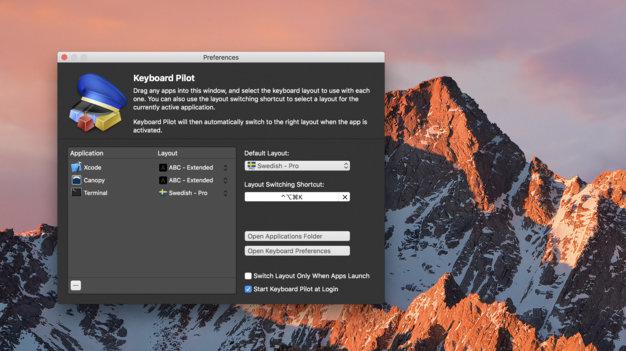 Preferences
Keyboard Pilot
Drag any apps into this window, and select the keyboard layout to use with each
one. You can also use the layout switching shortcut to select a layout for the
currently active application.
Keyboard Pilot will then automatically switch to the right layout when the app is
activated.
Application Layout
Xcode ABC - Extended
Canopy ABC - Extended
Terminal Swedish - Pro
Default Layout:
Swedish - Pro
Layout Switching Shortcut:
^⌥⌘K
Open Applications Folder
Open Keyboard Preferences
Switch Layout Only When Apps Launch
Start Keyboard Pilot at Login